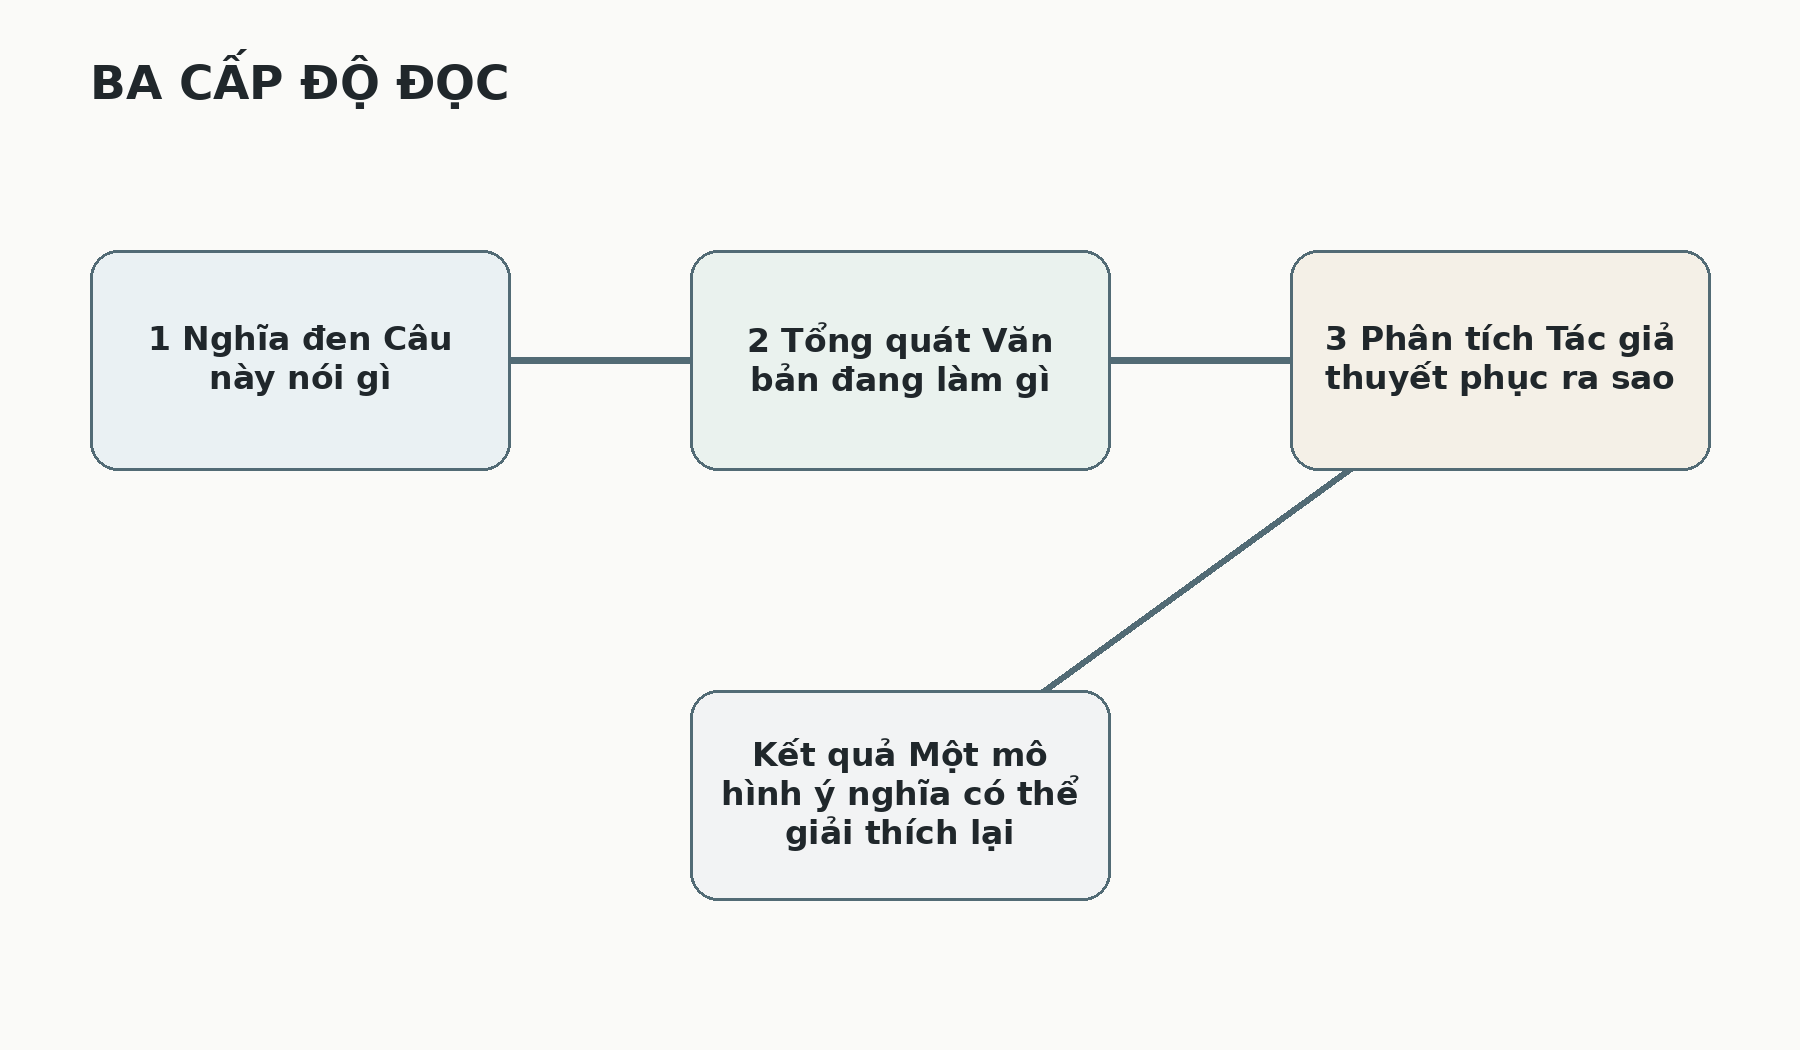 BA CẤP ĐỘ ĐỌC
1 Nghĩa đen Câu
này nói gì
2 Tổng quát Văn
bản đang làm gì
3 Phân tích Tác giả
thuyết phục ra sao
Kết quả Một mô
hình ý nghĩa có thể
giải thích lại